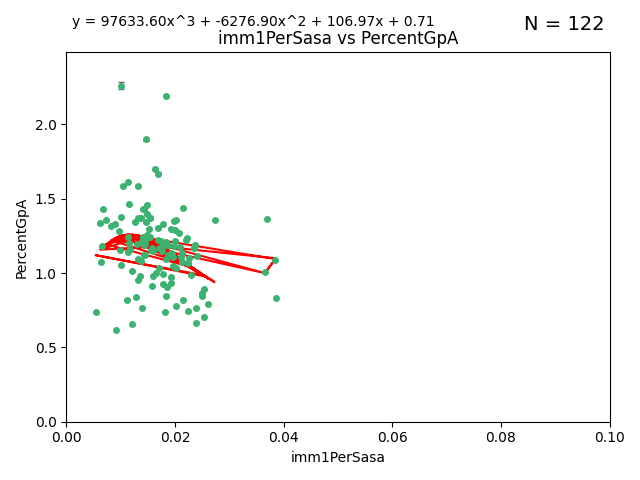 y = 97633.60x^3 + -6276.90x^2 + 106.97x + 0.71
N = 122
imm1PerSasa vs PercentGpA
PercentGpA
2.0
1.5
1.0
0.5
0.0
0.00 0.02 0.04 0.06 0.08 0.10
imm1PerSasa